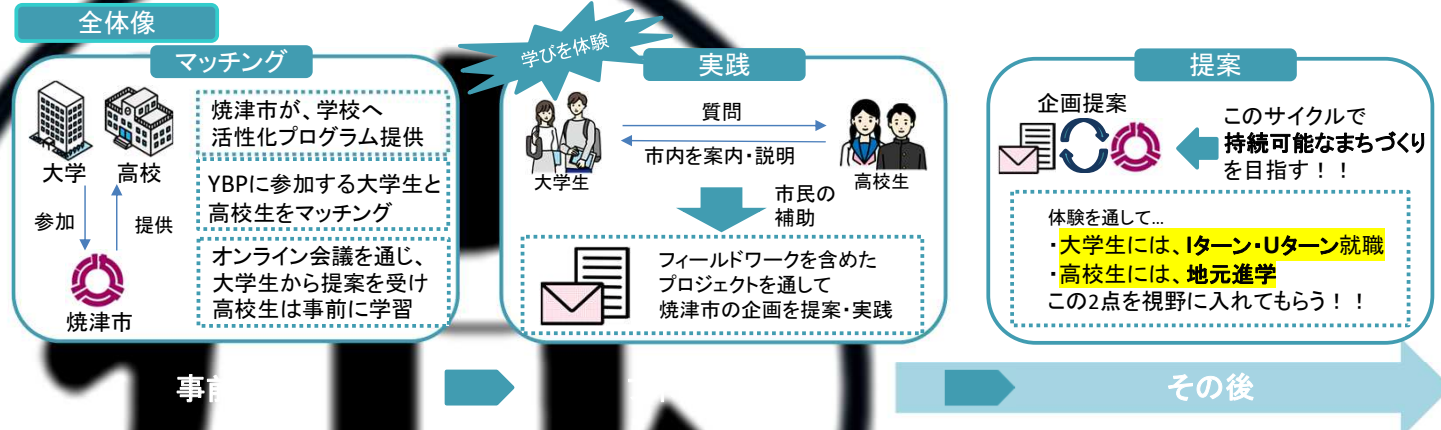 全体像
マッチング
大学
高校
参加
提供
焼津市
焼津市が、学校へ
活性化プログラム提供
YBPに参加する大学生と
高校生をマッチング
オンライン会議を通じ、
大学生から提案を受け
高校生は事前に学習
学びを体験
実践
大学生
質問
市内を案内・説明
高校生
市民の
補助
フィールドワークを含めた
プロジェクトを通して
焼津市の企画を提案・実践
提案
企画提案
このサイクルで
持続可能なまちづくり
を目指す！！
体験を通して...
・大学生には、Iターン・Uターン就職
・高校生には、地元進学
この2点を視野に入れてもらう！！
事前
その後